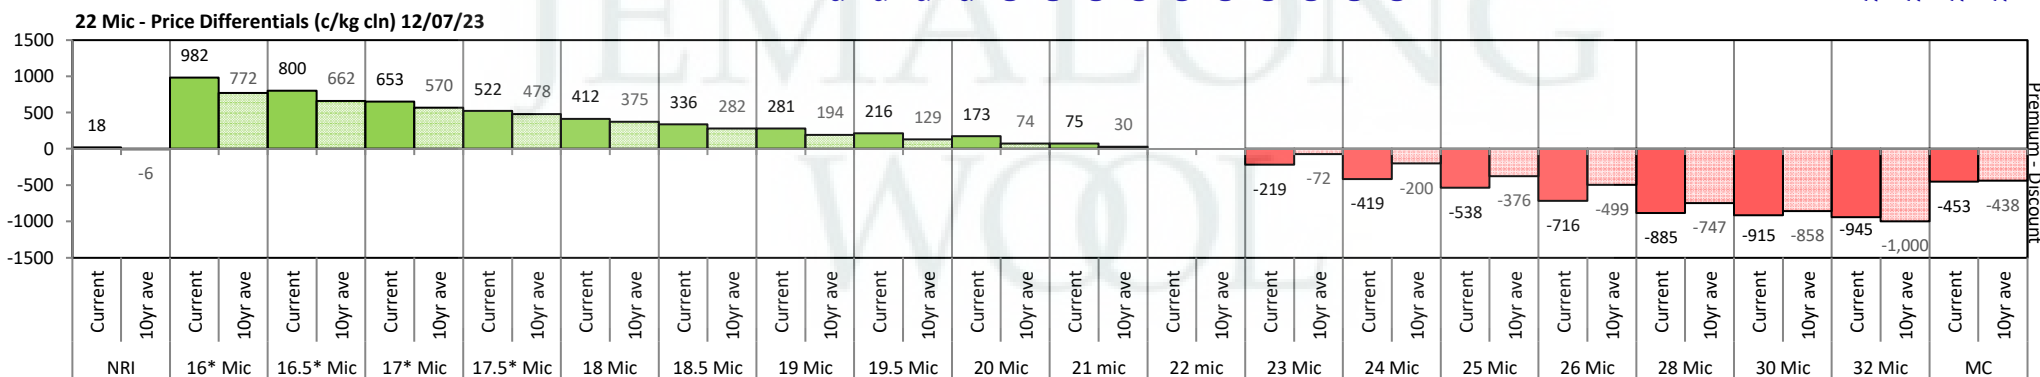 22 Mic - Price Differentials (c/kg cln) 12/07/23
JEMALONG
WOOL
1500
1000
500
0
-500
-1000
-1500
18 -6 982 772 800 662 653 570 522 478 412 375 336 282 281 194 216 129 173 74 75 30 -219 -72 -419 -200 -538 -376 -716 -499 -885 -747 -915 -858 -945 -1,000 -453 -438
Premium - Discount
Current 10yr ave Current 10yr ave Current 10yr ave Current 10yr ave Current 10yr ave Current 10yr ave Current 10yr ave Current 10yr ave Current 10yr ave Current 10yr ave Current 10yr ave Current 10yr ave Current 10yr ave Current 10yr ave Current 10yr ave Current 10yr ave Current 10yr ave Current 10yr ave Current 10yr ave Current 10yr ave
NRI 16* Mic 16.5* Mic 17* Mic 17.5* Mic 18 Mic 18.5 Mic 19 Mic 19.5 Mic 20 Mic 21 mic 22 mic 23 Mic 24 Mic 25 Mic 26 Mic 28 Mic 30 Mic 32 Mic MC